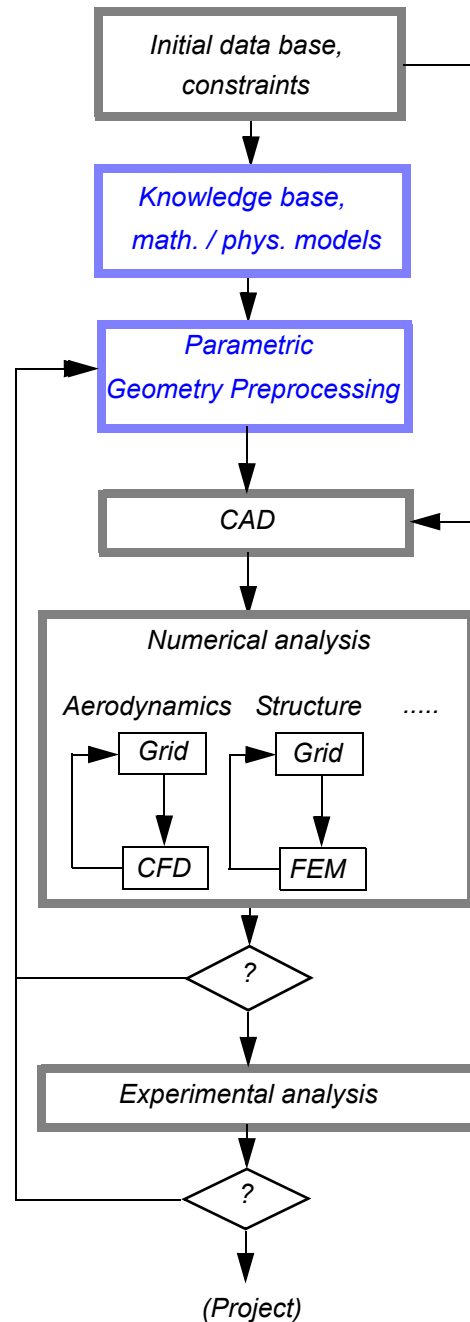 Initial data base,
constraints
Knowledge base,
math. / phys. models
Parametric
Geometry Preprocessing
CAD
Numerical analysis
Aerodynamics Structure .....
Grid Grid
CFD FEM
?
Experimental analysis
?
(Project)